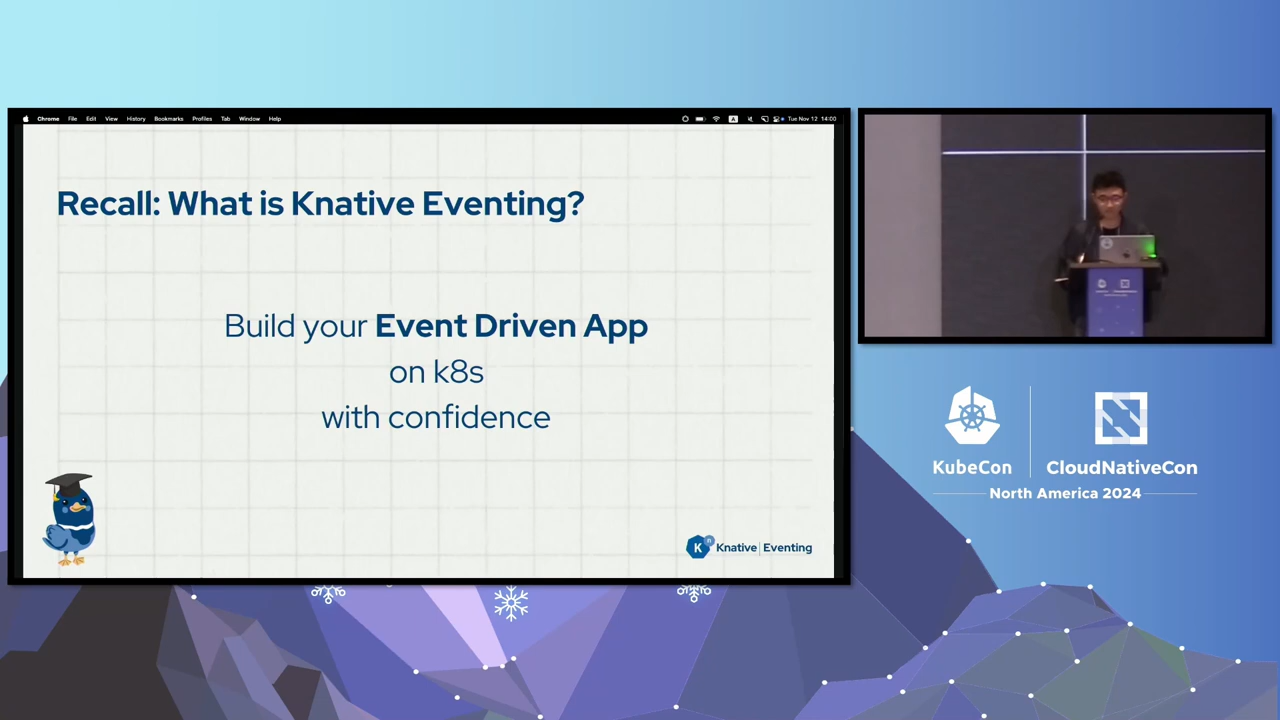 Chrome File Edit View History Bookmarks Profiles Tab Window Help
A Tue Nov 12 14:00
Recall: What is Knative Eventing?
Build your Event Driven App
on k8s
with confidence
K n Knative Eventing
KubeCon CloudNativeCon
North America 2024